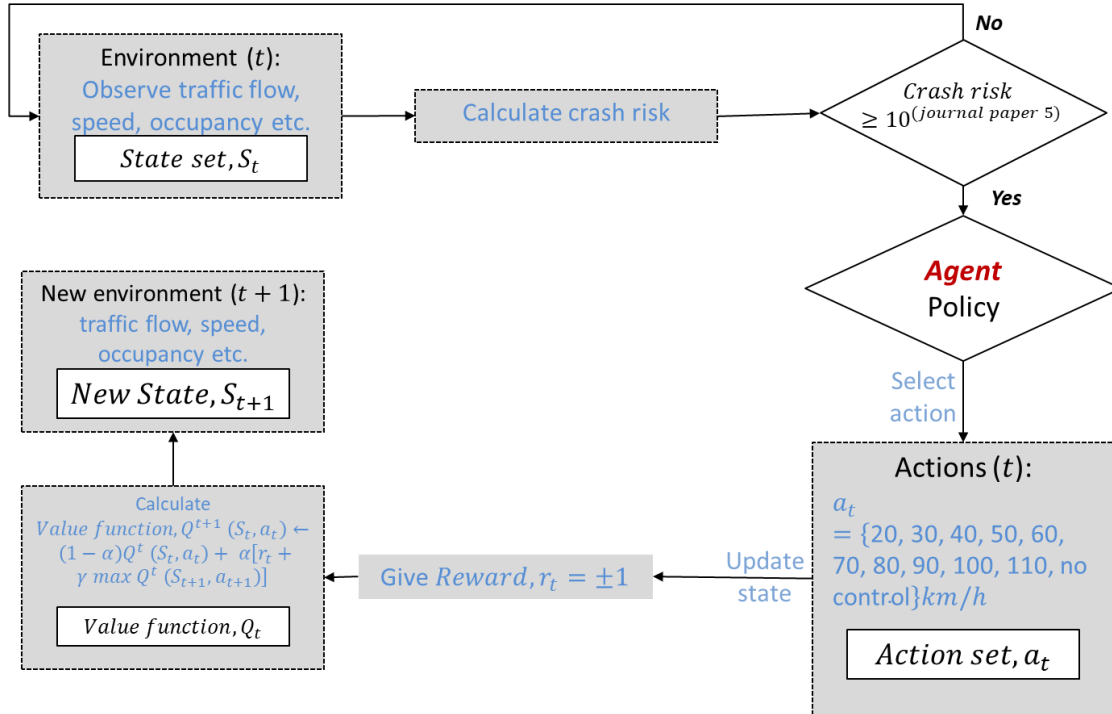 Environment (t):
Observe traffic flow,
speed, occupancy etc.
State set, S_t
Calculate crash risk
No
Crash risk
≥ 10^(journal paper 5)
Yes
Agent
Policy
Select
action
Actions (t):
a_t
= {20, 30, 40, 50, 60,
70, 80, 90, 100, 110, no
control} km/h
Action set, a_t
Update
state
Give Reward, r_t = ±1
Calculate
Value function, Q^{t+1} (S_t, a_t) ←
(1 − α)Q^t (S_t, a_t) + α[r_t +
γ max Q^t (S_{t+1}, a_{t+1})]
Value function, Q_t
New environment (t + 1):
traffic flow, speed,
occupancy etc.
New State, S_{t+1}